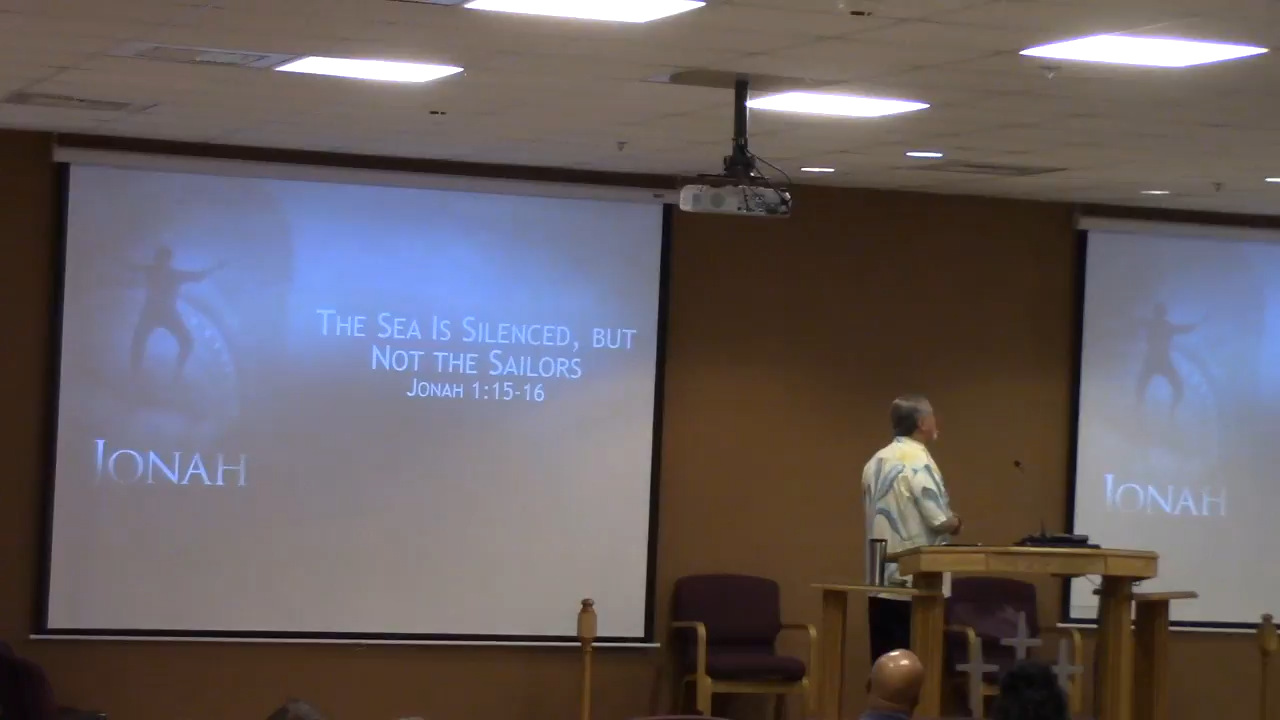 The Sea Is Silenced, but
Not the Sailors
Jonah 1:15-16
Jonah
Jonah